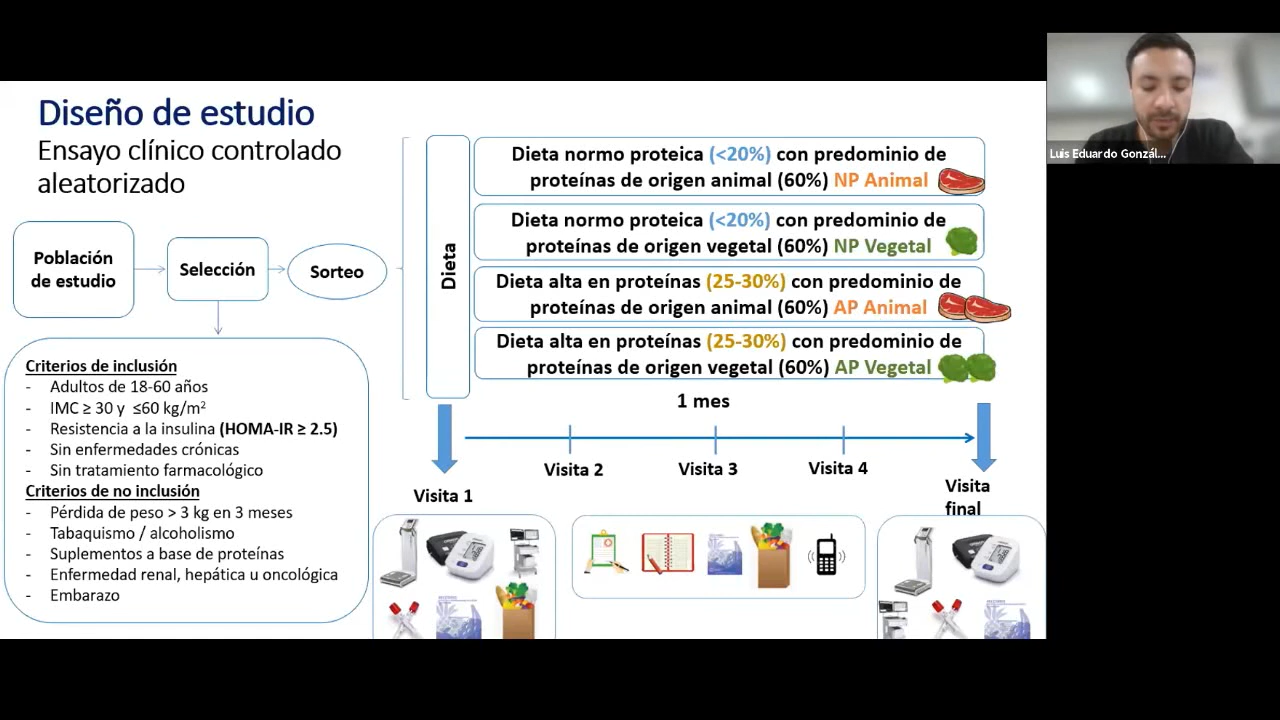 Diseño de estudio
Ensayo clínico controlado
aleatorizado
Población
de estudio
Selección
Sorteo
Dieta
Dieta normo proteica (<20%) con predominio de
proteínas de origen animal (60%) NP Animal
Dieta normo proteica (<20%) con predominio de
proteínas de origen vegetal (60%) NP Vegetal
Dieta alta en proteínas (25-30%) con predominio de
proteínas de origen animal (60%) AP Animal
Dieta alta en proteínas (25-30%) con predominio de
proteínas de origen vegetal (60%) AP Vegetal
Criterios de inclusión
- Adultos de 18-60 años
- IMC ≥ 30 y ≤60 kg/m²
- Resistencia a la insulina (HOMA-IR ≥ 2.5)
- Sin enfermedades crónicas
- Sin tratamiento farmacológico
Criterios de no inclusión
- Pérdida de peso > 3 kg en 3 meses
- Tabaquismo / alcoholismo
- Suplementos a base de proteínas
- Enfermedad renal, hepática u oncológica
- Embarazo
1 mes
Visita 1
Visita 2
Visita 3
Visita 4
Visita
final
Luis Eduardo Gonzál...